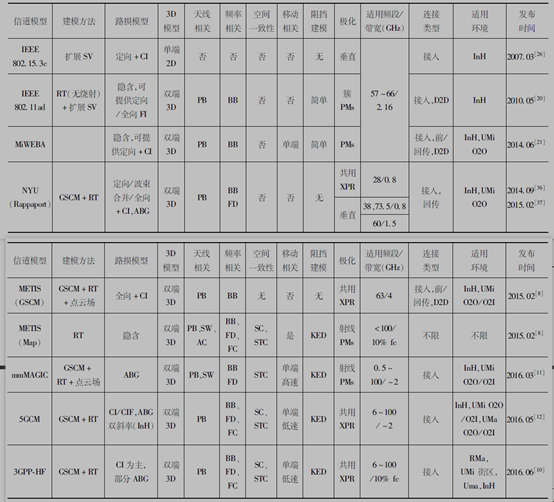 信道模型 建模方法 路损模型 3D模型 天线相关 频率相关 空间一致性 移动相关 阻挡建模 极化 适用频段/带宽(GHz) 连接类型 适用环境 发布时间
IEEE 802.15.3c 扩展SV 定向+CI 单端2D 否 否 否 否 无 垂直 57~66/2.16 接入 InH 2007.03[26]
IEEE 802.11ad RT(无绕射)+扩展SV 隐含,可提供定向/全向FI 双端3D PB BB 否 否 简单 簇PMs 接入,D2D InH 2010.05[20]
MiWEBA 隐含,可提供定向+CI 双端3D PB BB 否 单端 简单 PMs 接入,前/回传,D2D InH,UMi O2O 2014.06[21]
NYU (Rappaport) GSCM+RT 定向/波束合并/全向+CI,ABG 双端3D PB BB FD 否 否 无 共用XPR 28/0.8 接入,回传 InH,UMi O2O 2014.09[36] 2015.02[37]
垂直 38,73.5/0.8
60/1.5
信道模型 建模方法 路损模型 3D模型 天线相关 频率相关 空间一致性 移动相关 阻挡建模 极化 适用频段/带宽(GHz) 连接类型 适用环境 发布时间
METIS (GSCM) GSCM+RT+点云场 全向+CI 双端3D PB BB 无 否 无 共用XPR 63/4 接入,前/回传,D2D InH,UMi O2O/O2I 2015.02[8]
METIS (Map) RT 隐含 双端3D PB,SW,AC BB、FD、FC SC、STC 是 KED 射线PMs <100/10% fc 不限 不限 2015.02[8]
mmMAGIC GSCM+RT+点云场 ABG 双端3D PB,SW BB FD STC 单端高速 KED 射线PMs 0.5~100/~2 接入 InH,UMi O2O/O2I 2016.03[11]
5GCM GSCM+RT CI/CIF,ABG双斜率(InH) 双端3D PB BB、FD、FC SC、STC 单端低速 KED 共用XPR 6~100/~2 接入 InH,UMi O2O/O2I,UMa O2O/O2I 2016.05[12]
3GPP-HF GSCM+RT CI为主,部分ABG 双端3D PB BB、FD、FC SC、STC 单端低速 KED 共用XPR 6~100/10% fc 接入 RMa,UMi街区,Uma,InH 2016.06[10]